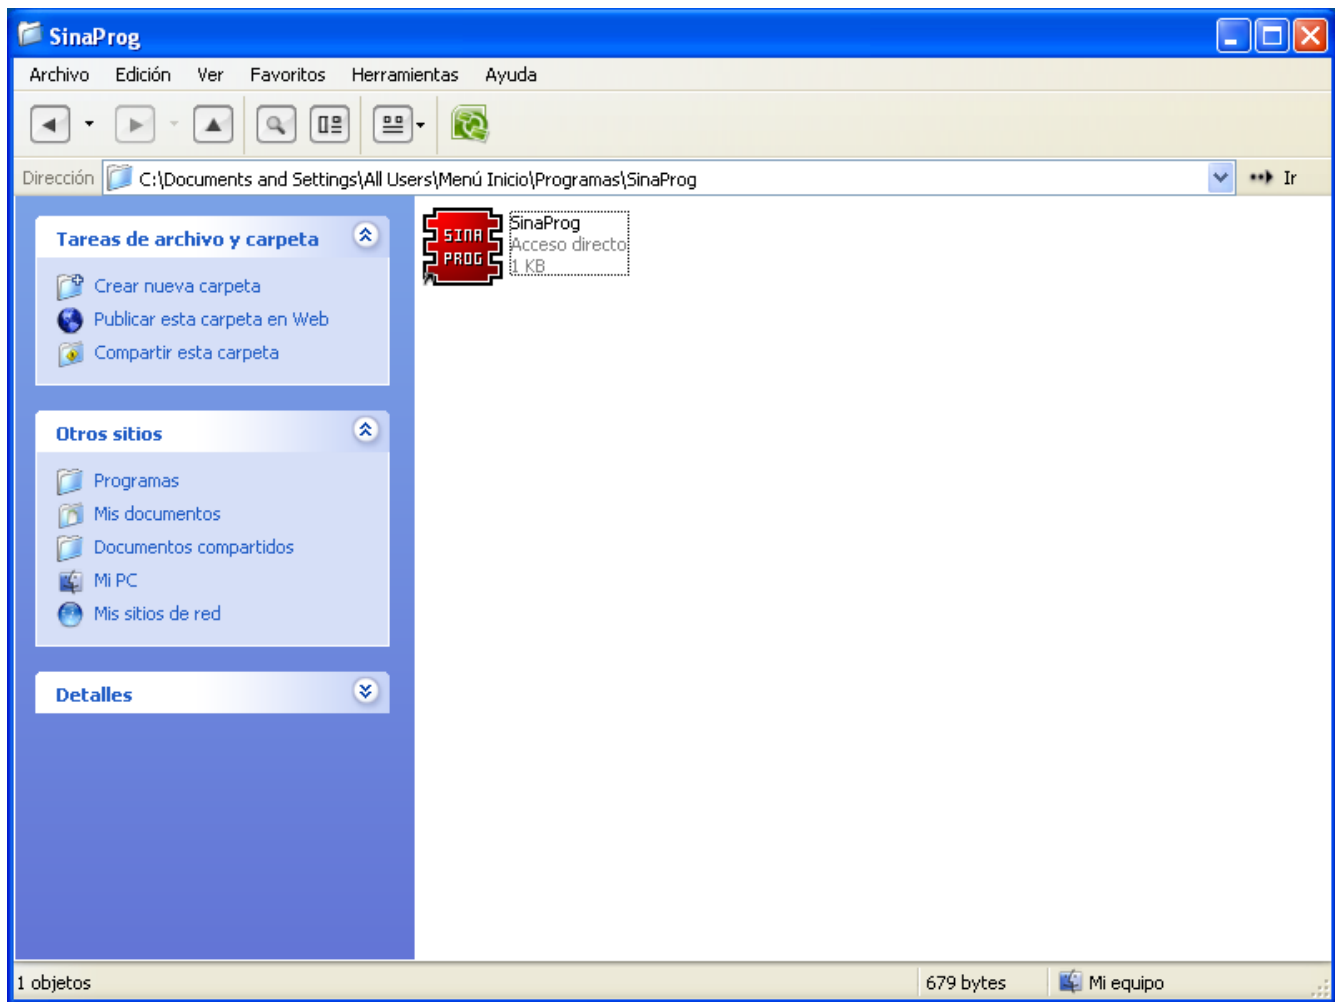 SinaProg
Archivo Edición Ver Favoritos Herramientas Ayuda
Dirección C:\Documents and Settings\All Users\Menú Inicio\Programas\SinaProg Ir
Tareas de archivo y carpeta
Crear nueva carpeta
Publicar esta carpeta en Web
Compartir esta carpeta
Otros sitios
Programas
Mis documentos
Documentos compartidos
Mi PC
Mis sitios de red
Detalles
SINA
PROG
SinaProg
Acceso directo
1 KB
1 objetos
679 bytes
Mi equipo